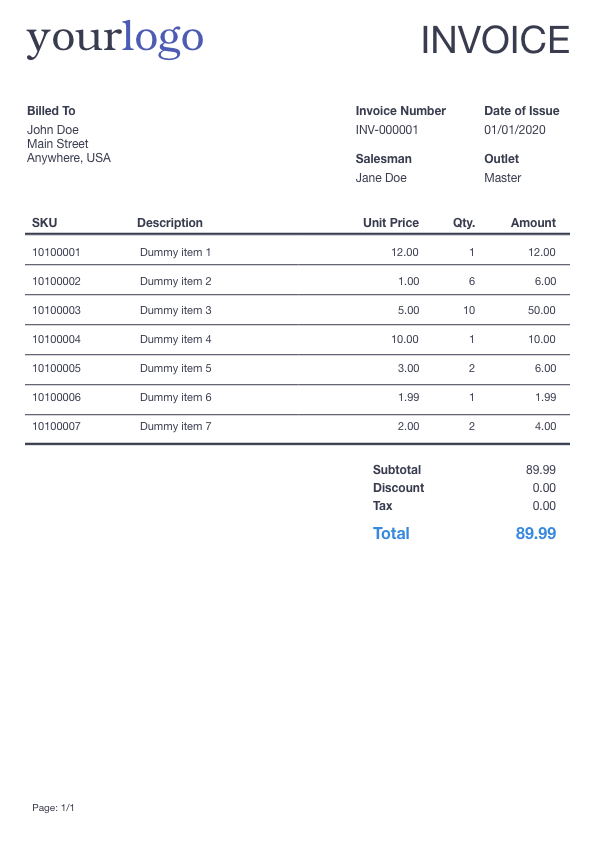 yourlogo INVOICE
Billed To Invoice Number Date of Issue
John Doe INV-000001 01/01/2020
Main Street
Anywhere, USA Salesman Outlet
Jane Doe Master
SKU Description Unit Price Qty. Amount
10100001 Dummy item 1 12.00 1 12.00
10100002 Dummy item 2 1.00 6 6.00
10100003 Dummy item 3 5.00 10 50.00
10100004 Dummy item 4 10.00 1 10.00
10100005 Dummy item 5 3.00 2 6.00
10100006 Dummy item 6 1.99 1 1.99
10100007 Dummy item 7 2.00 2 4.00
Subtotal 89.99
Discount 0.00
Tax 0.00
Total 89.99
Page: 1/1